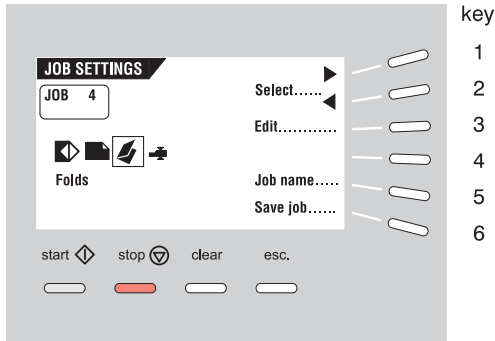 key
JOB SETTINGS
1
JOB 4
Select......
2
Edit............
3
4
Folds
Job name.....
5
Save job......
6
start stop clear esc.